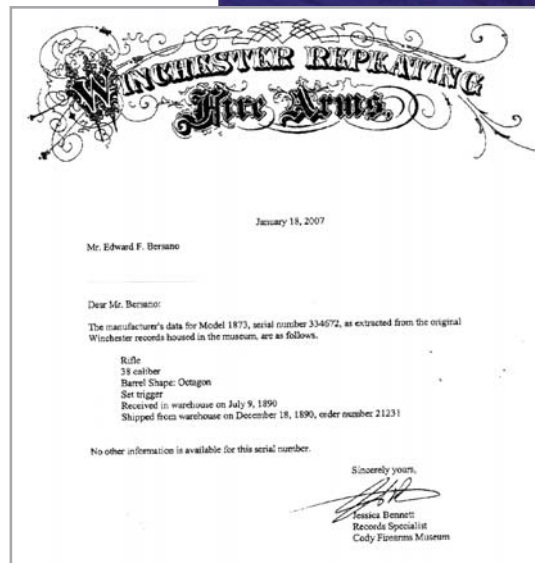 WINCHESTER REPEATING
Fire Arms,
January 18, 2007
Mr. Edward F. Bersano
Dear Mr. Bersano:
The manufacturer's data for Model 1873, serial number 334672, as extracted from the original
Winchester records housed in the museum, are as follows.
Rifle
38 caliber
Barrel Shape: Octagon
Set trigger
Received in warehouse on July 9, 1890
Shipped from warehouse on December 18, 1890, order number 21231
No other information is available for this serial number.
Sincerely yours,
Jessica Bennett
Records Specialist
Cody Firearms Museum